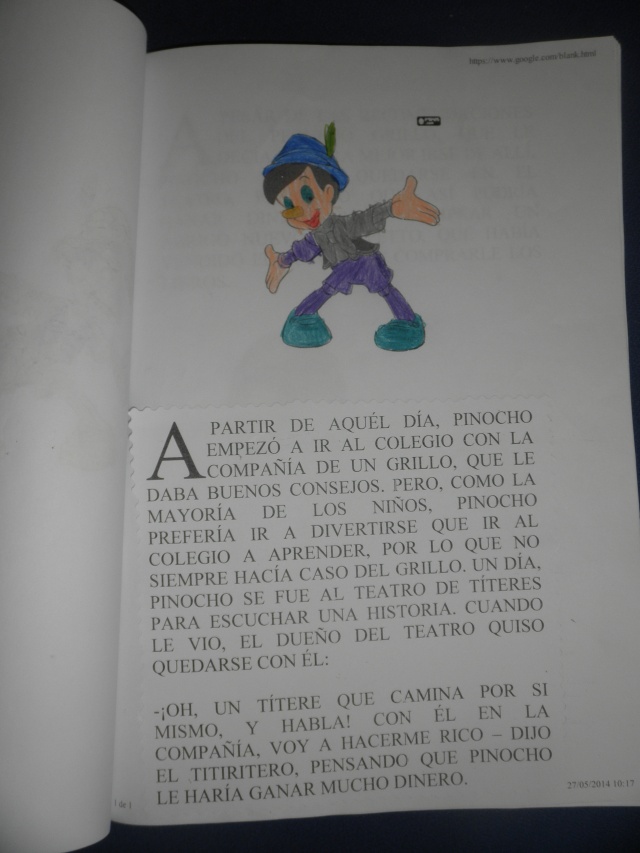 https://www.google.com/blank.html
A PARTIR DE AQUÉL DÍA, PINOCHO
EMPEZÓ A IR AL COLEGIO CON LA
COMPAÑÍA DE UN GRILLO, QUE LE
DABA BUENOS CONSEJOS. PERO, COMO LA
MAYORÍA DE LOS NIÑOS, PINOCHO
PREFERÍA IR A DIVERTIRSE QUE IR AL
COLEGIO A APRENDER, POR LO QUE NO
SIEMPRE HACÍA CASO DEL GRILLO. UN DÍA,
PINOCHO SE FUE AL TEATRO DE TÍTERES
PARA ESCUCHAR UNA HISTORIA. CUANDO
LE VIO, EL DUEÑO DEL TEATRO QUISO
QUEDARSE CON ÉL:
-¡OH, UN TÍTERE QUE CAMINA POR SI
MISMO, Y HABLA! CON ÉL EN LA
COMPAÑÍA, VOY A HACERME RICO – DIJO
EL TITIRITERO, PENSANDO QUE PINOCHO
LE HARÍA GANAR MUCHO DINERO.
1 de 1
27/05/2014 10:17